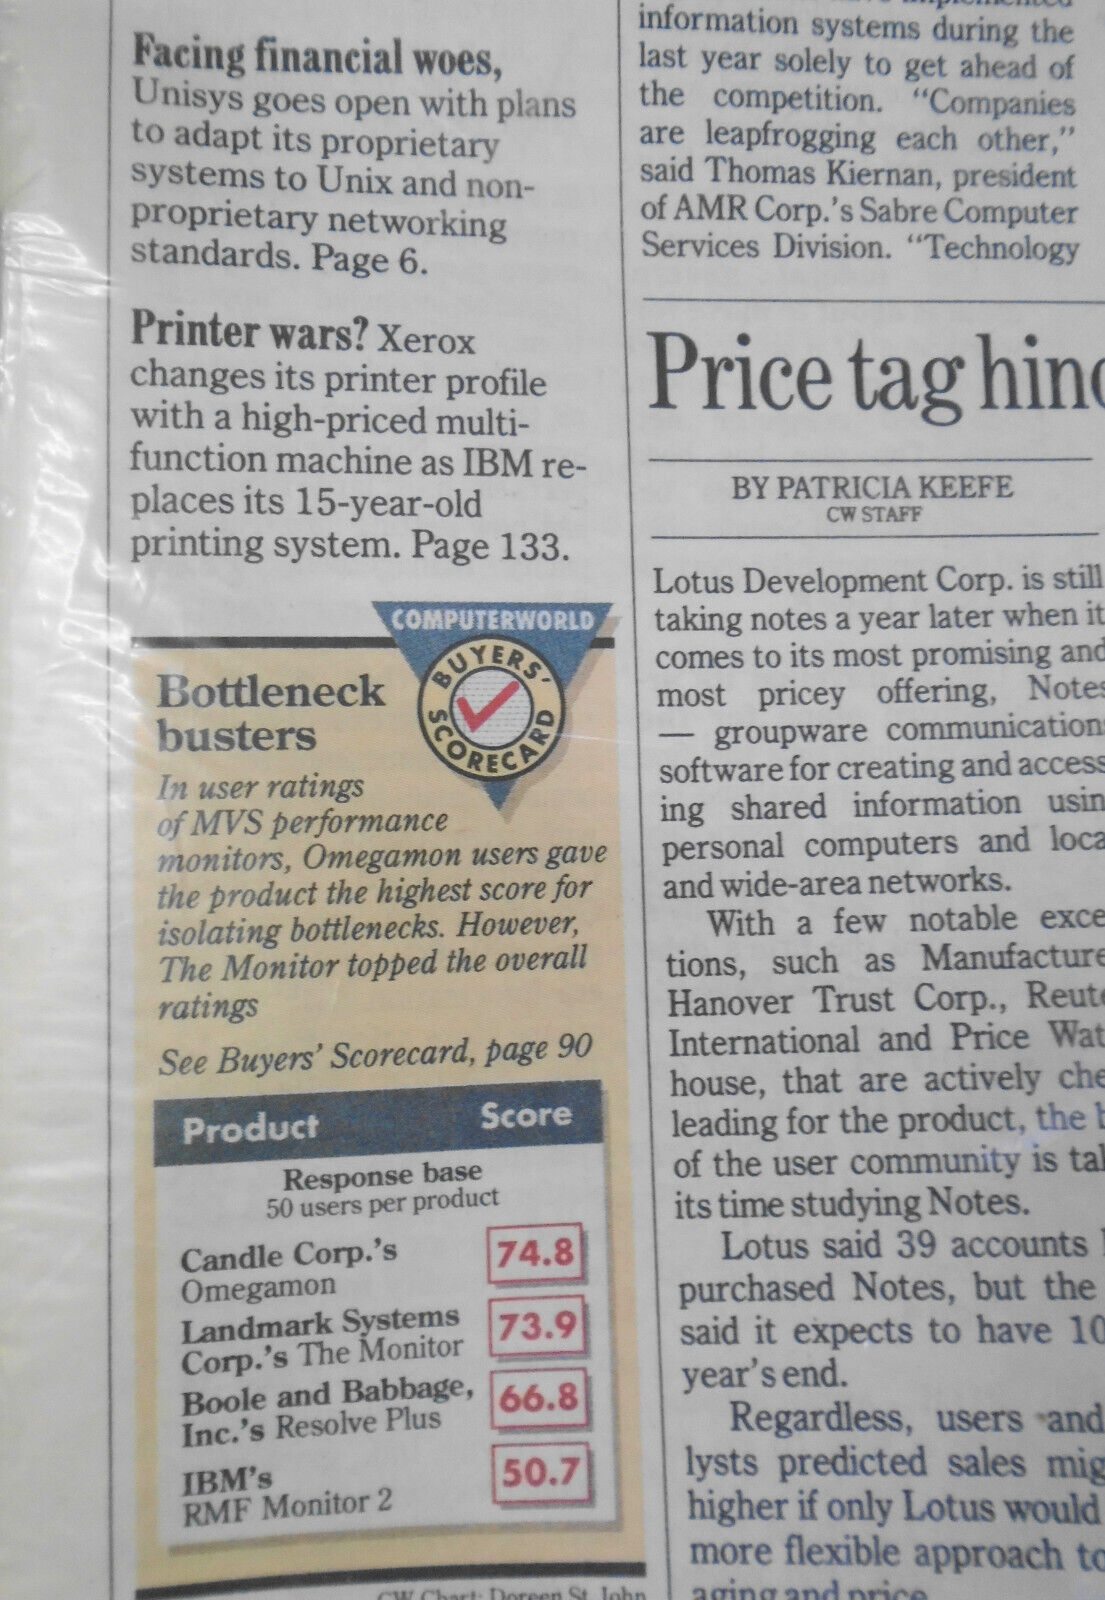 Facing financial woes,
Unisys goes open with plans
to adapt its proprietary
systems to Unix and non-
proprietary networking
standards. Page 6.
Printer wars? Xerox
changes its printer profile
with a high-priced multi-
function machine as IBM re-
places its 15-year-old
printing system. Page 133.
COMPUTERWORLD
BUYERS'
SCORECARD
Bottleneck
busters
In user ratings
of MVS performance
monitors, Omegamon users gave
the product the highest score for
isolating bottlenecks. However,
The Monitor topped the overall
ratings
See Buyers' Scorecard, page 90
Product Score
Response base
50 users per product
Candle Corp.'s
Omegamon
74.8
Landmark Systems
Corp.'s The Monitor
73.9
Boole and Babbage,
Inc.'s Resolve Plus
66.8
IBM's
RMF Monitor 2
50.7
CW Chart: Doreen St. John
information systems during the
last year solely to get ahead of
the competition. "Companies
are leapfrogging each other,"
said Thomas Kiernan, president
of AMR Corp.'s Sabre Computer
Services Division. "Technology
Price tag hin
BY PATRICIA KEEFE
CW STAFF
Lotus Development Corp. is still
taking notes a year later when it
comes to its most promising and
most pricey offering, Notes
— groupware communication
software for creating and access
ing shared information usin
personal computers and loca
and wide-area networks.
With a few notable exce
tions, such as Manufacture
Hanover Trust Corp., Reut
International and Price Wat
house, that are actively che
leading for the product, the
of the user community is ta
its time studying Notes.
Lotus said 39 accounts
purchased Notes, but the
said it expects to have 10
year's end.
Regardless, users and
lysts predicted sales mig
higher if only Lotus would
more flexible approach to
aging and price.